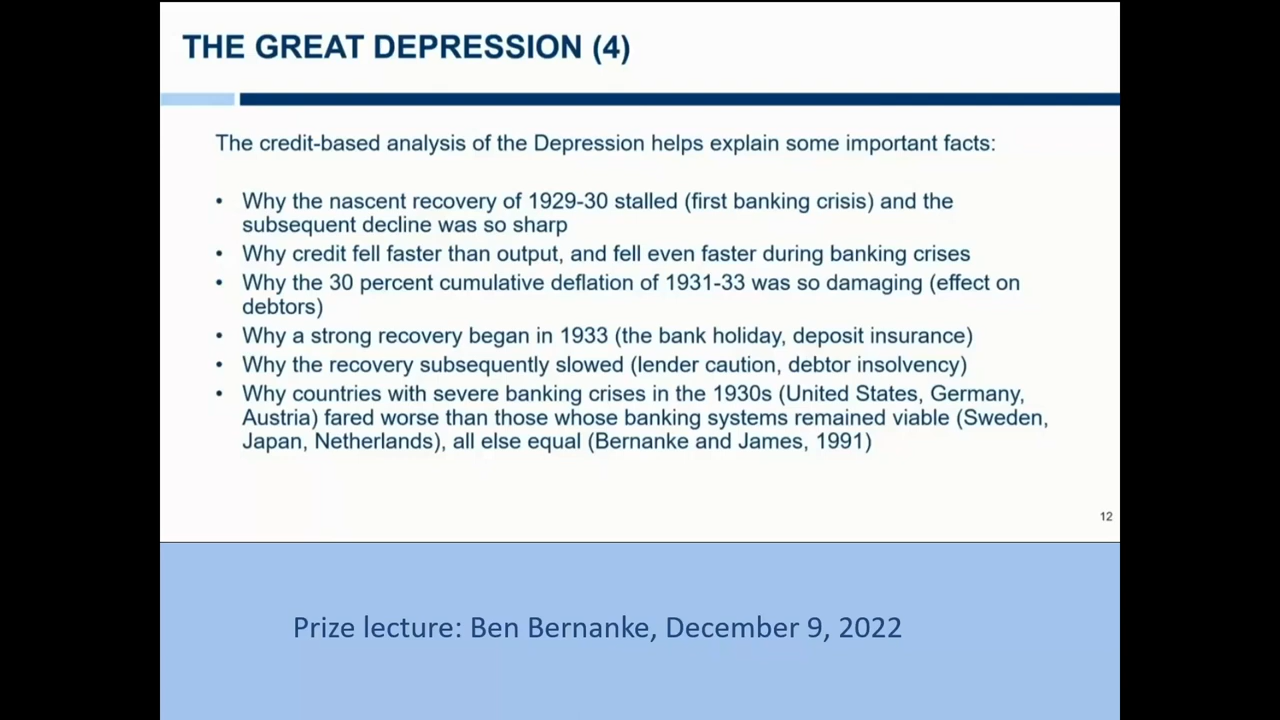 THE GREAT DEPRESSION (4)
The credit-based analysis of the Depression helps explain some important facts:
• Why the nascent recovery of 1929-30 stalled (first banking crisis) and the
subsequent decline was so sharp
• Why credit fell faster than output, and fell even faster during banking crises
• Why the 30 percent cumulative deflation of 1931-33 was so damaging (effect on
debtors)
• Why a strong recovery began in 1933 (the bank holiday, deposit insurance)
• Why the recovery subsequently slowed (lender caution, debtor insolvency)
• Why countries with severe banking crises in the 1930s (United States, Germany,
Austria) fared worse than those whose banking systems remained viable (Sweden,
Japan, Netherlands), all else equal (Bernanke and James, 1991)
12
Prize lecture: Ben Bernanke, December 9, 2022